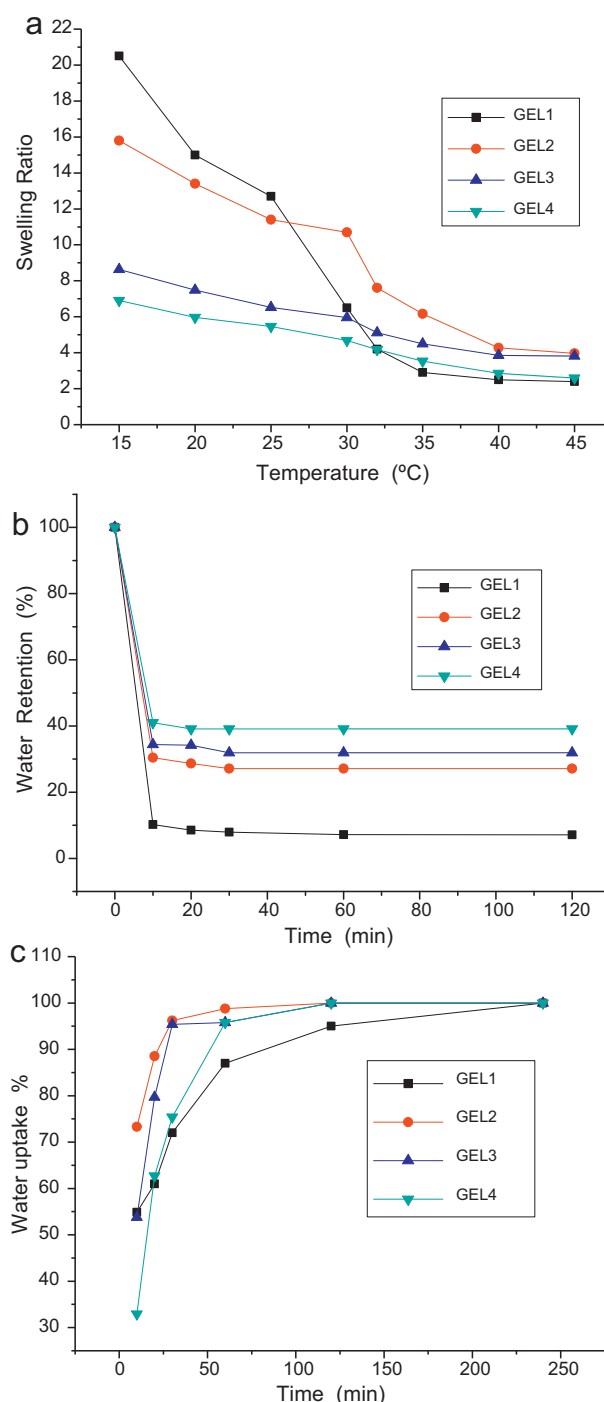 a
22
20
18
16
14
12
10
8
6
4
2
0
Swelling Ratio
GEL1
GEL2
GEL3
GEL4
15 20 25 30 35 40 45
Temperature (ºC)
b
100
80
60
40
20
0
Water Retention (%)
GEL1
GEL2
GEL3
GEL4
0 20 40 60 80 100 120
Time (min)
c
110
100
90
80
70
60
50
40
30
Water uptake %
GEL1
GEL2
GEL3
GEL4
0 50 100 150 200 250
Time (min)